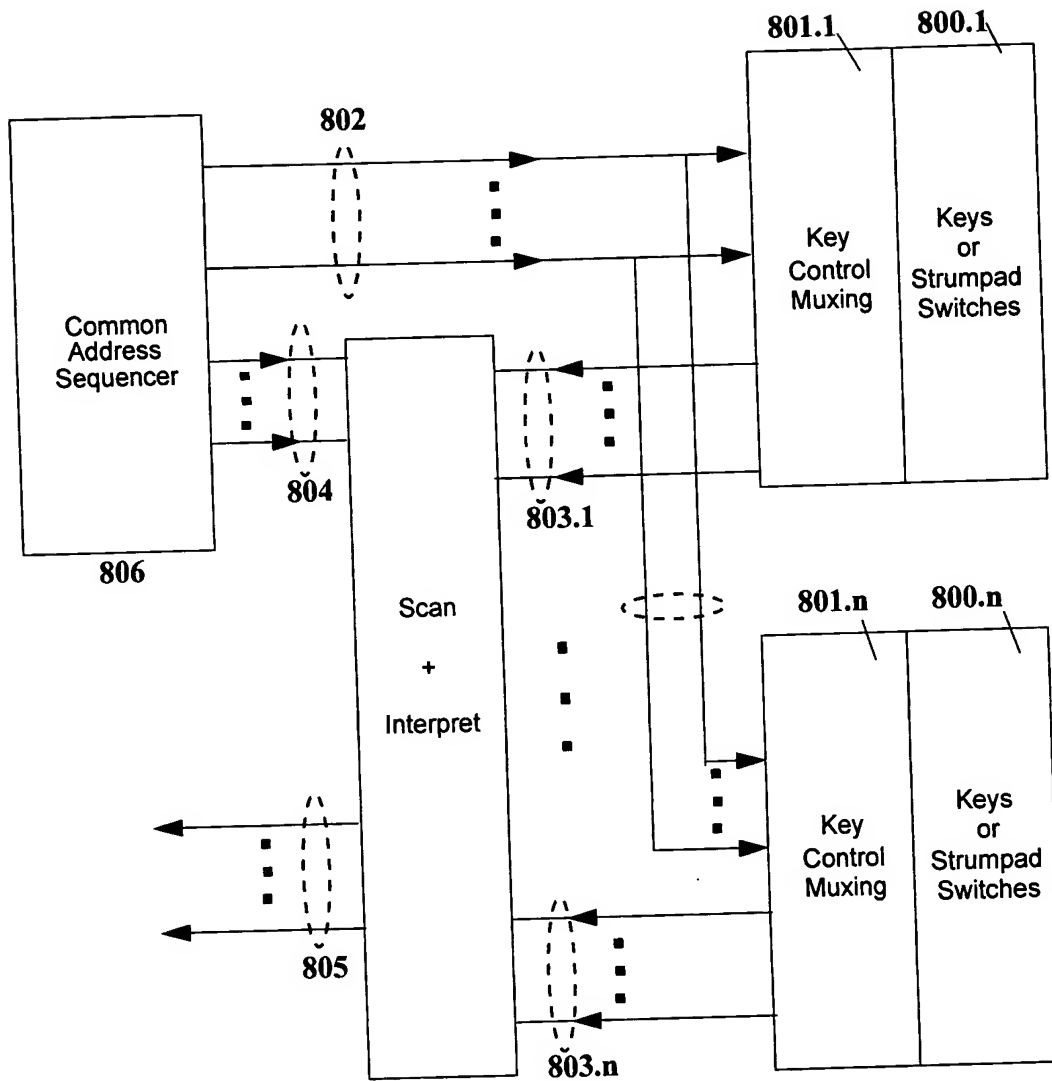 801.1 800.1
802
Key
Control
Muxing
Keys
or
Strumpad
Switches
Common
Address
Sequencer
804
803.1
806
Scan
+
Interpret
801.n 800.n
Key
Control
Muxing
Keys
or
Strumpad
Switches
805
803.n